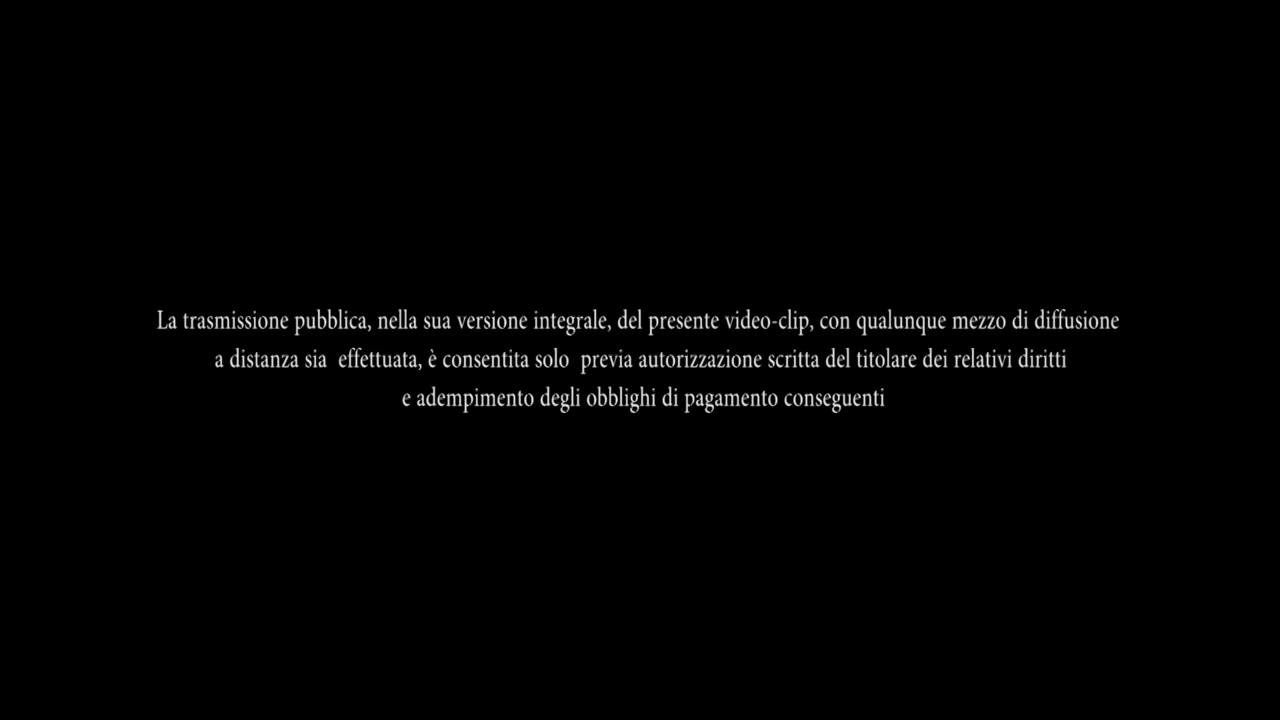 La trasmissione pubblica, nella sua versione integrale, del presente video-clip, con qualunque mezzo di diffusione
a distanza sia  effettuata, è consentita solo  previa autorizzazione scritta del titolare dei relativi diritti
e adempimento degli obblighi di pagamento conseguenti